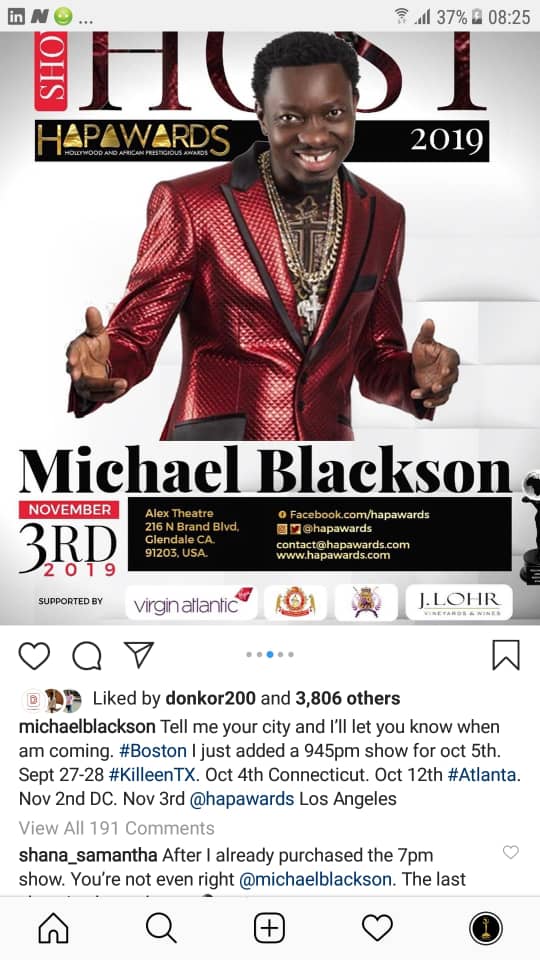 37% 08:25
SHO
HOST
HAPAWARDS
HOLLYWOOD AND AFRICAN PRESTIGIOUS AWARDS
2019
Michael Blackson
NOVEMBER
3RD
2019
Alex Theatre
216 N Brand Blvd,
Glendale CA.
91203, USA.
Facebook.com/hapawards
@hapawards
contact@hapawards.com
www.hapawards.com
SUPPORTED BY
virgin atlantic
J. LOHR
VINEYARDS & WINES
Liked by donkor200 and 3,806 others
michaelblackson Tell me your city and I'll let you know when
am coming. #Boston I just added a 945pm show for oct 5th.
Sept 27-28 #KilleenTX. Oct 4th Connecticut. Oct 12th #Atlanta.
Nov 2nd DC. Nov 3rd @hapawards Los Angeles
View All 191 Comments
shana_samantha After I already purchased the 7pm
show. You're not even right @michaelblackson. The last